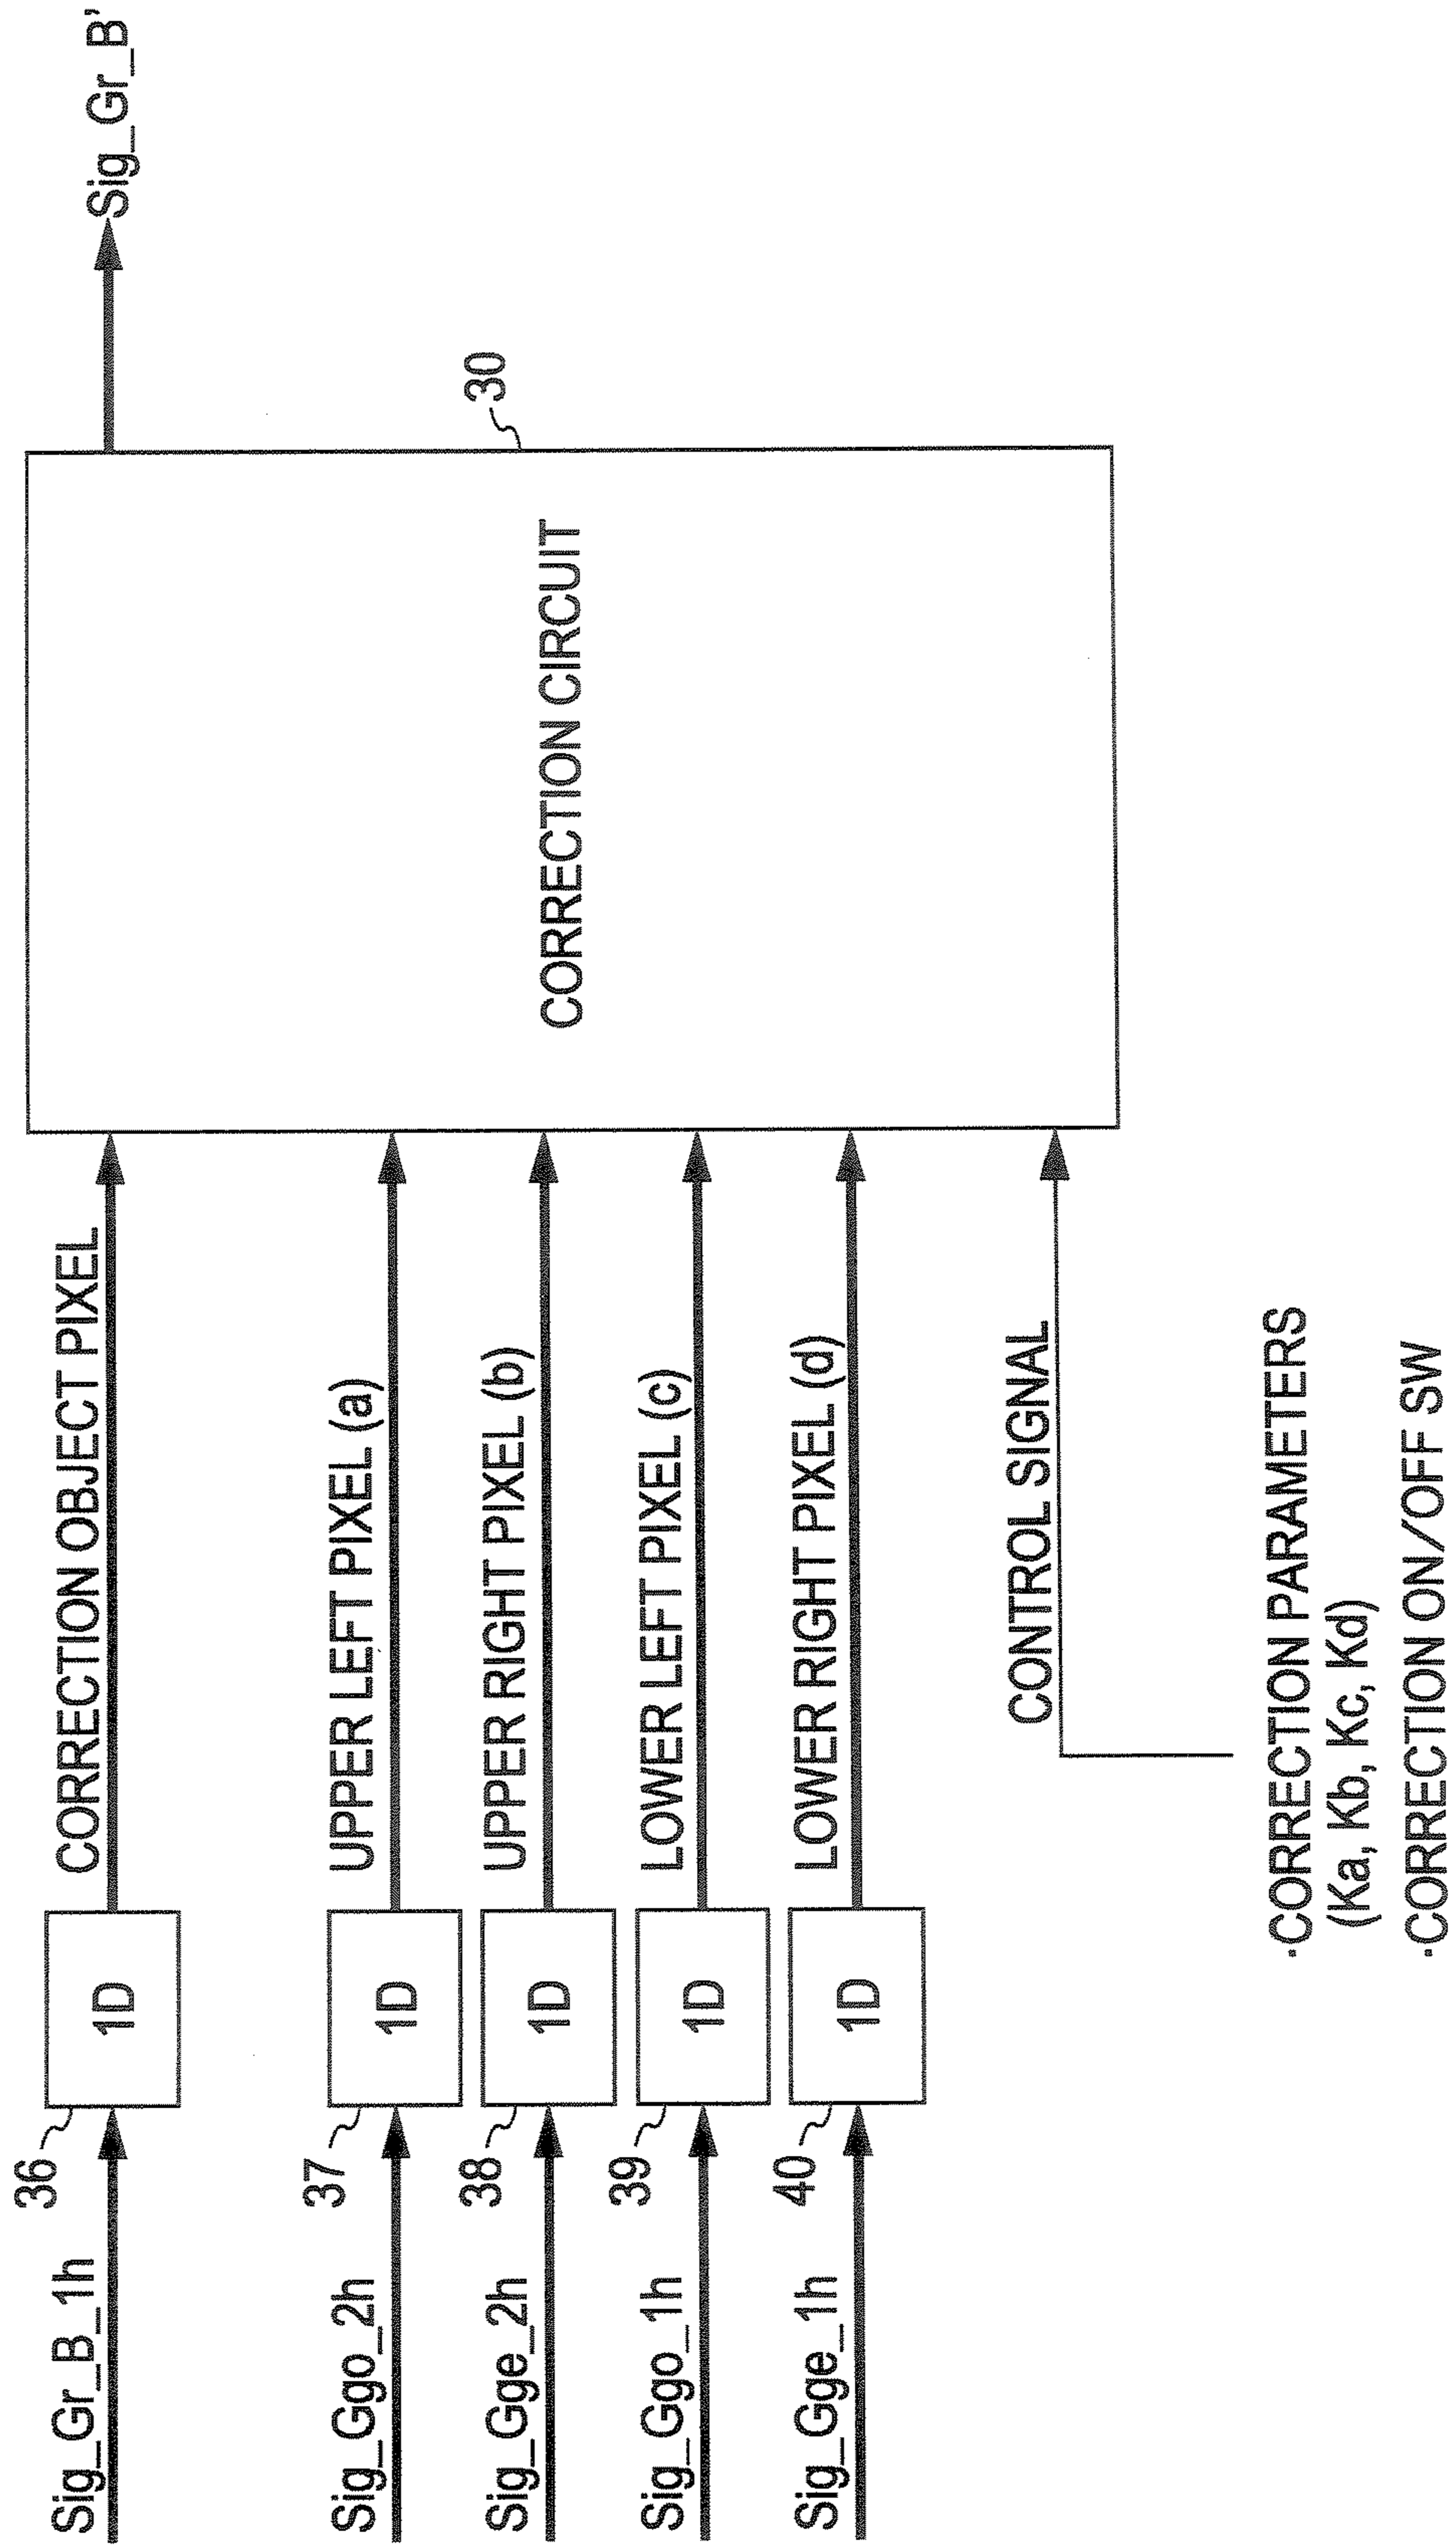 Sig_Gr_B_1h
36
1D
CORRECTION OBJECT PIXEL
Sig_Gr_B'
Sig_Ggo_2h
37
1D
UPPER LEFT PIXEL (a)
Sig_Gge_2h
38
1D
UPPER RIGHT PIXEL (b)
Sig_Ggo_1h
39
1D
LOWER LEFT PIXEL (c)
Sig_Gge_1h
40
1D
LOWER RIGHT PIXEL (d)
30
CORRECTION CIRCUIT
CONTROL SIGNAL
·CORRECTION PARAMETERS
(Ka, Kb, Kc, Kd)
·CORRECTION ON/OFF SW